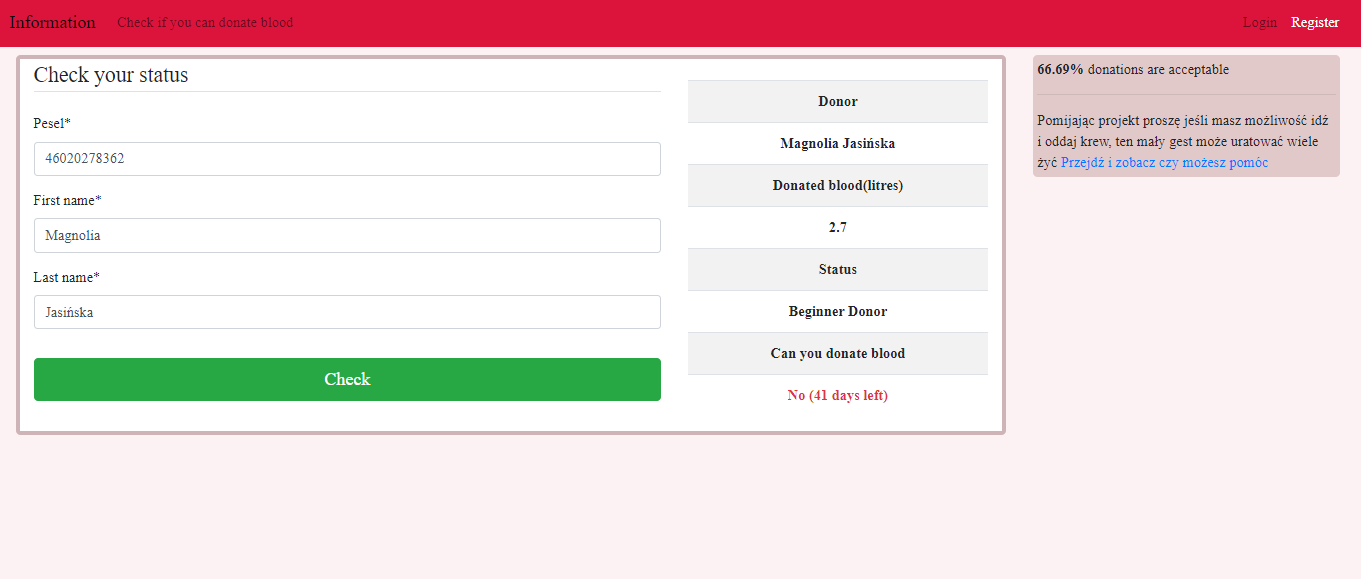 Information
Check if you can donate blood
Login
Register
Check your status
Pesel*
46020278362
First name*
Magnolia
Last name*
Jasińska
Check
Donor
Magnolia Jasińska
Donated blood(litres)
2.7
Status
Beginner Donor
Can you donate blood
No (41 days left)
66.69% donations are acceptable
Pomijając projekt proszę jeśli masz możliwość idź
i oddaj krew, ten mały gest może uratować wiele
żyć Przejdź i zobacz czy możesz pomóc